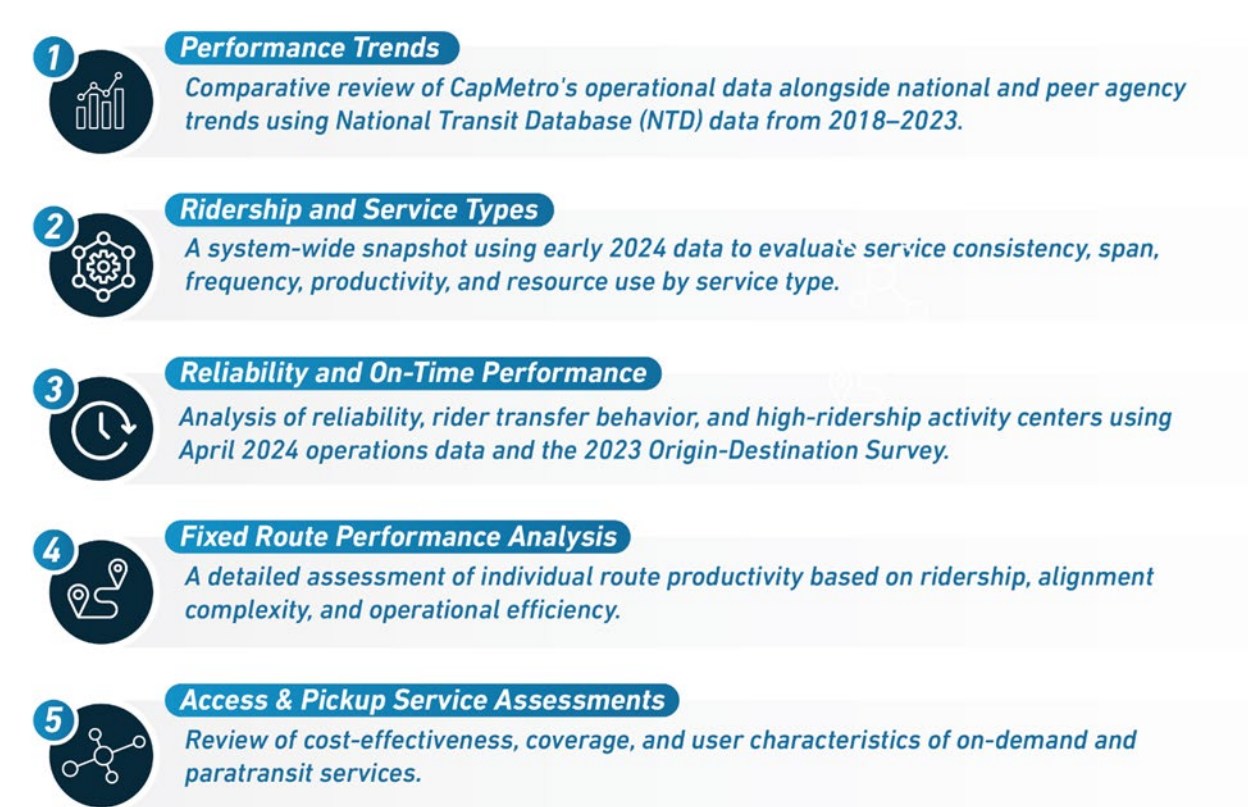 1
Performance Trends
Comparative review of CapMetro's operational data alongside national and peer agency
trends using National Transit Database (NTD) data from 2018–2023.
2
Ridership and Service Types
A system-wide snapshot using early 2024 data to evaluate service consistency, span,
frequency, productivity, and resource use by service type.
3
Reliability and On-Time Performance
Analysis of reliability, rider transfer behavior, and high-ridership activity centers using
April 2024 operations data and the 2023 Origin-Destination Survey.
4
Fixed Route Performance Analysis
A detailed assessment of individual route productivity based on ridership, alignment
complexity, and operational efficiency.
5
Access & Pickup Service Assessments
Review of cost-effectiveness, coverage, and user characteristics of on-demand and
paratransit services.